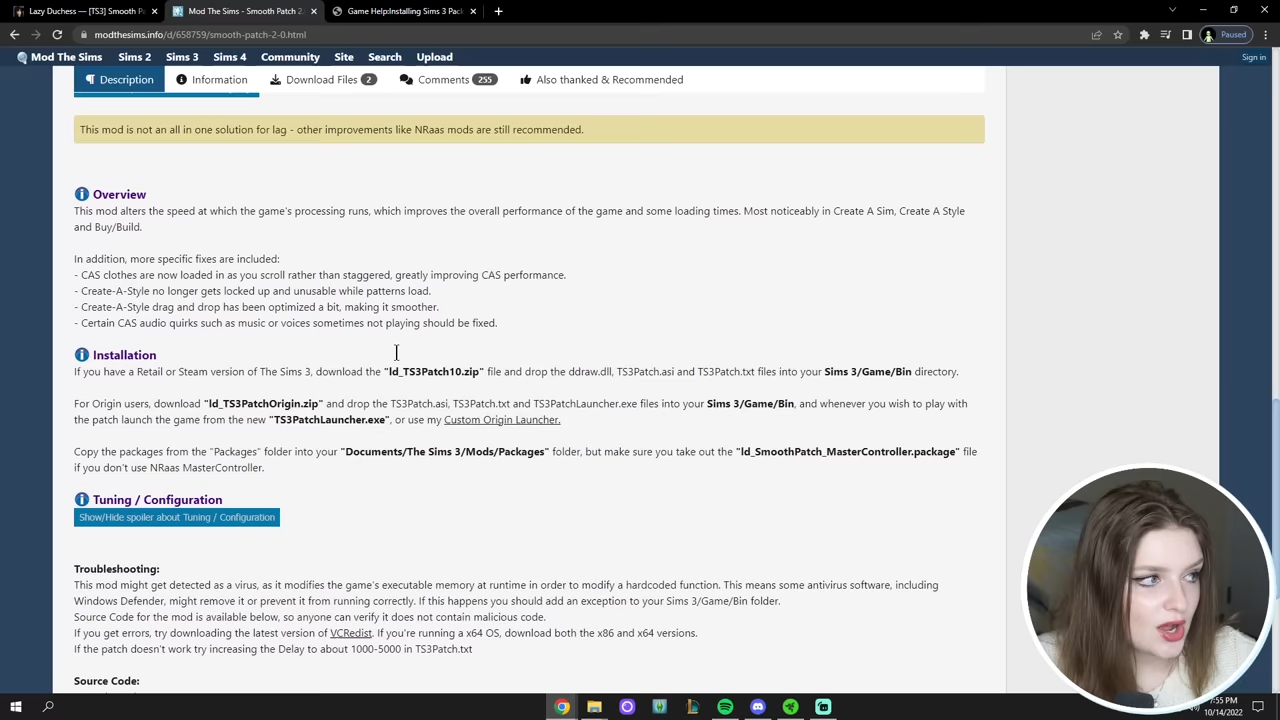 Lazy Duchess — [TS3] Smooth Pa
Mod The Sims - Smooth Patch 2.
Game Help:Installing Sims 3 Pack
modthesims.info/d/658759/smooth-patch-2-0.html
Paused
Mod The Sims Sims 2 Sims 3 Sims 4 Community Site Search Upload Sign in
Description Information Download Files 2 Comments 255 Also thanked & Recommended
This mod is not an all in one solution for lag - other improvements like NRaas mods are still recommended.
Overview
This mod alters the speed at which the game's processing runs, which improves the overall performance of the game and some loading times. Most noticeably in Create A Sim, Create A Style
and Buy/Build.
In addition, more specific fixes are included:
- CAS clothes are now loaded in as you scroll rather than staggered, greatly improving CAS performance.
- Create-A-Style no longer gets locked up and unusable while patterns load.
- Create-A-Style drag and drop has been optimized a bit, making it smoother.
- Certain CAS audio quirks such as music or voices sometimes not playing should be fixed.
Installation
If you have a Retail or Steam version of The Sims 3, download the "ld_TS3Patch10.zip" file and drop the ddraw.dll, TS3Patch.asi and TS3Patch.txt files into your Sims 3/Game/Bin directory.
For Origin users, download "ld_TS3PatchOrigin.zip" and drop the TS3Patch.asi, TS3Patch.txt and TS3PatchLauncher.exe files into your Sims 3/Game/Bin, and whenever you wish to play with
the patch launch the game from the new "TS3PatchLauncher.exe", or use my Custom Origin Launcher.
Copy the packages from the "Packages" folder into your "Documents/The Sims 3/Mods/Packages" folder, but make sure you take out the "ld_SmoothPatch_MasterController.package" file
if you don't use NRaas MasterController.
Tuning / Configuration
Show/Hide spoiler about Tuning / Configuration
Troubleshooting:
This mod might get detected as a virus, as it modifies the game's executable memory at runtime in order to modify a hardcoded function. This means some antivirus software, including
Windows Defender, might remove it or prevent it from running correctly. If this happens you should add an exception to your Sims 3/Game/Bin folder.
Source Code for the mod is available below, so anyone can verify it does not contain malicious code.
If you get errors, try downloading the latest version of VCRedist. If you're running a x64 OS, download both the x86 and x64 versions.
If the patch doesn't work try increasing the Delay to about 1000-5000 in TS3Patch.txt
Source Code:
7:55 PM
10/14/2022